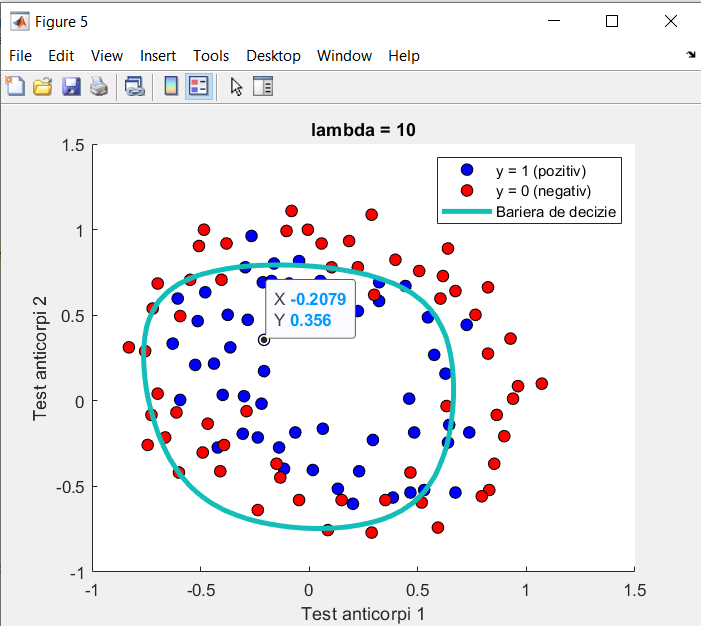 Figure 5
File Edit View Insert Tools Desktop Window Help
lambda = 10
1.5
1
0.5
0
-0.5
-1
Test anticorpi 2
y = 1 (pozitiv)
y = 0 (negativ)
Bariera de decizie
X -0.2079
Y 0.356
-1 -0.5 0 0.5 1 1.5
Test anticorpi 1